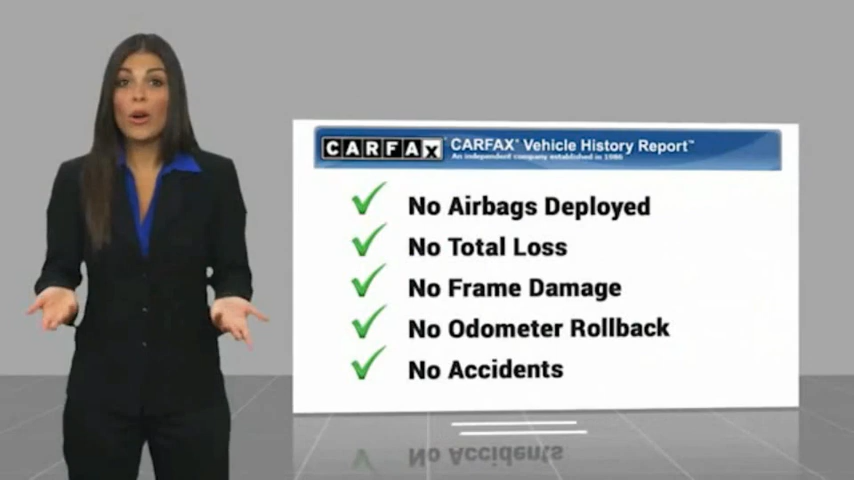 CARFAX CARFAX® Vehicle History Report™
An independent company established in 1986
No Airbags Deployed
No Total Loss
No Frame Damage
No Odometer Rollback
No Accidents
No Accidents